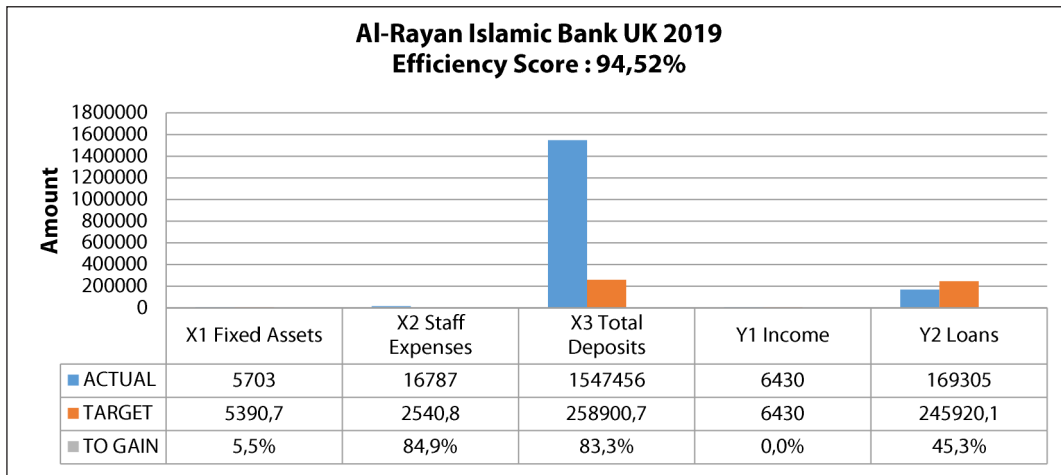 Al-Rayan Islamic Bank UK 2019
Efficiency Score : 94,52%
Amount
1800000
1600000
1400000
1200000
1000000
800000
600000
400000
200000
0
X1 Fixed Assets X2 Staff Expenses X3 Total Deposits Y1 Income Y2 Loans
ACTUAL 5703 16787 1547456 6430 169305
TARGET 5390,7 2540,8 258900,7 6430 245920,1
TO GAIN 5,5% 84,9% 83,3% 0,0% 45,3%